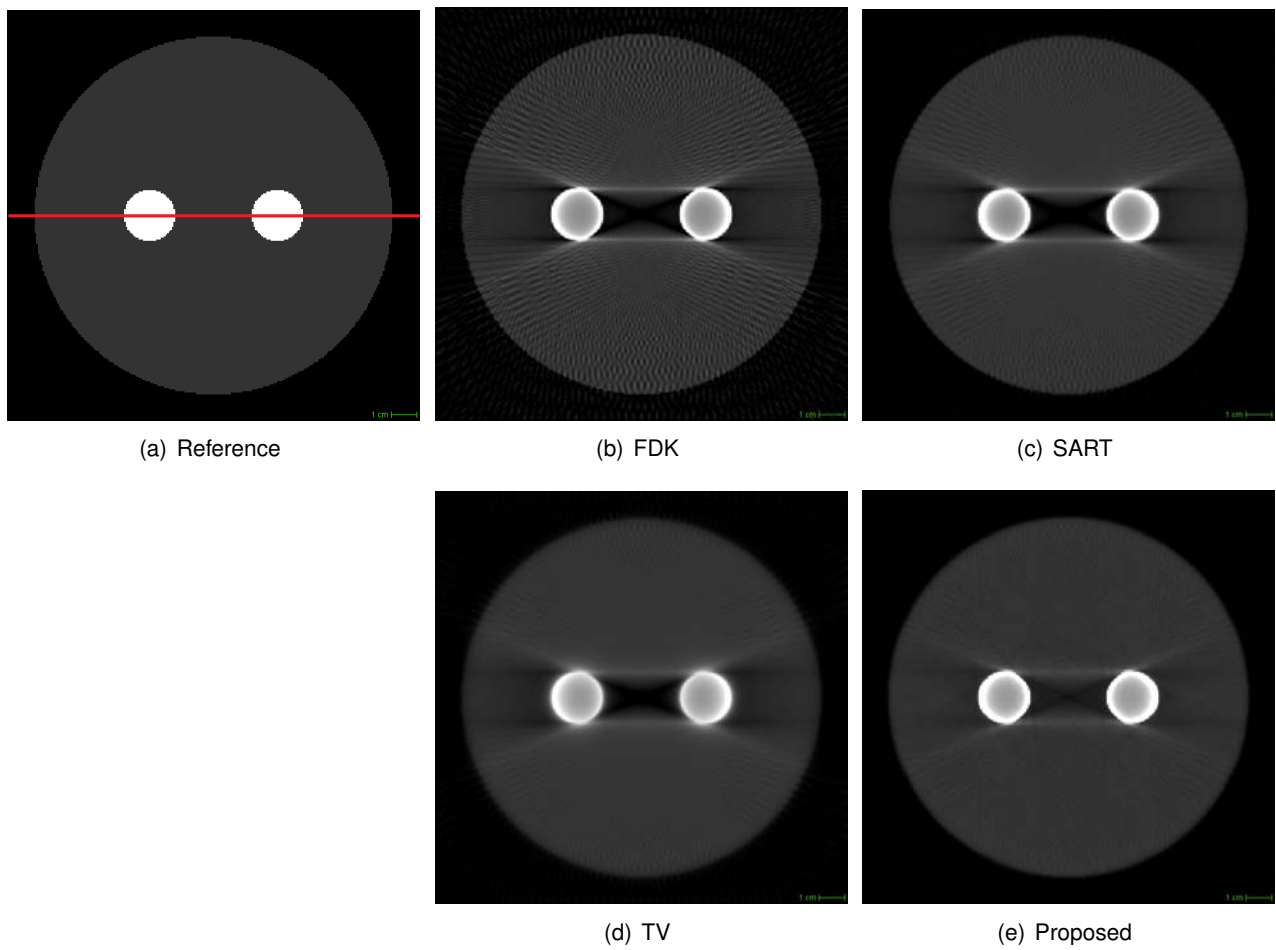 1 cm
1 cm
1 cm
(a) Reference
(b) FDK
(c) SART
1 cm
1 cm
(d) TV
(e) Proposed